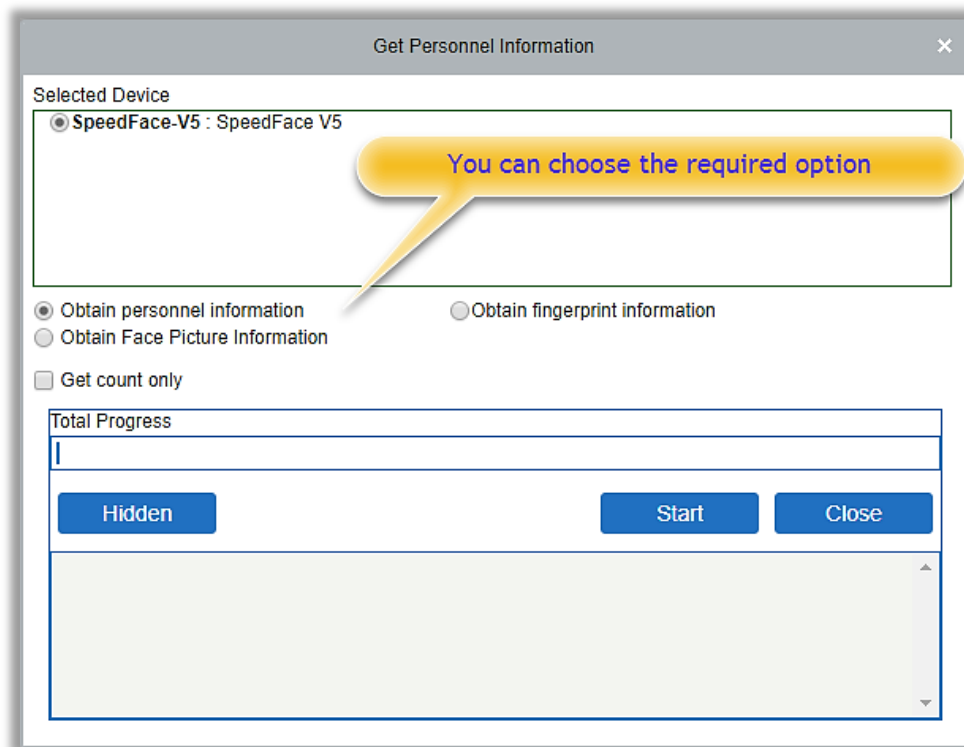 Get Personnel Information
Selected Device
SpeedFace-V5 : SpeedFace V5
You can choose the required option
Obtain personnel information
Obtain fingerprint information
Obtain Face Picture Information
Get count only
Total Progress
Hidden
Start
Close